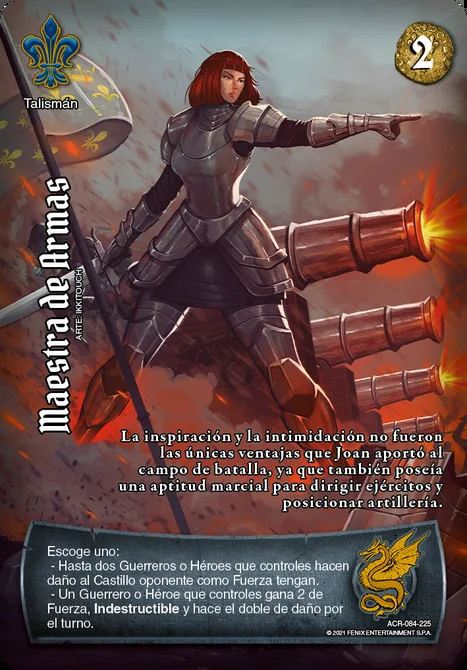 2
Talismán
Maestra de Armas
ARTE: IKKITOUCH
La inspiración y la intimidación no fueron
las únicas ventajas que Joan aportó al
campo de batalla, ya que también poseía
una aptitud marcial para dirigir ejércitos y
posicionar artillería.
Escoge uno:
- Hasta dos Guerreros o Héroes que controles hacen
daño al Castillo oponente como Fuerza tengan.
- Un Guerrero o Héroe que controles gana 2 de
Fuerza, Indestructible y hace el doble de daño por
el turno.
ACR-084-225
©2021 FENIX ENTERTAINMENT S.P.A.